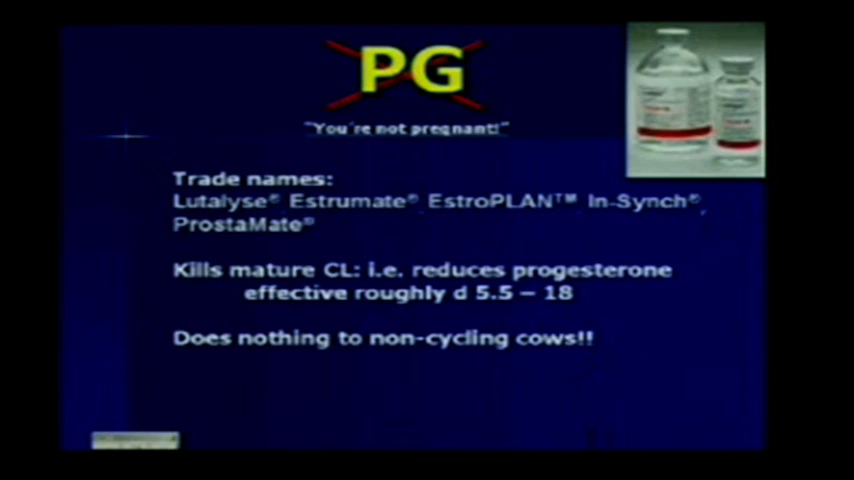 PG
"You're not pregnant!"
Trade names:
Lutalyse® Estrumate® EstroPLAN™ In-Synch®,
ProstaMate®
Kills mature CL: i.e. reduces progesterone
effective roughly d 5.5 – 18
Does nothing to non-cycling cows!!